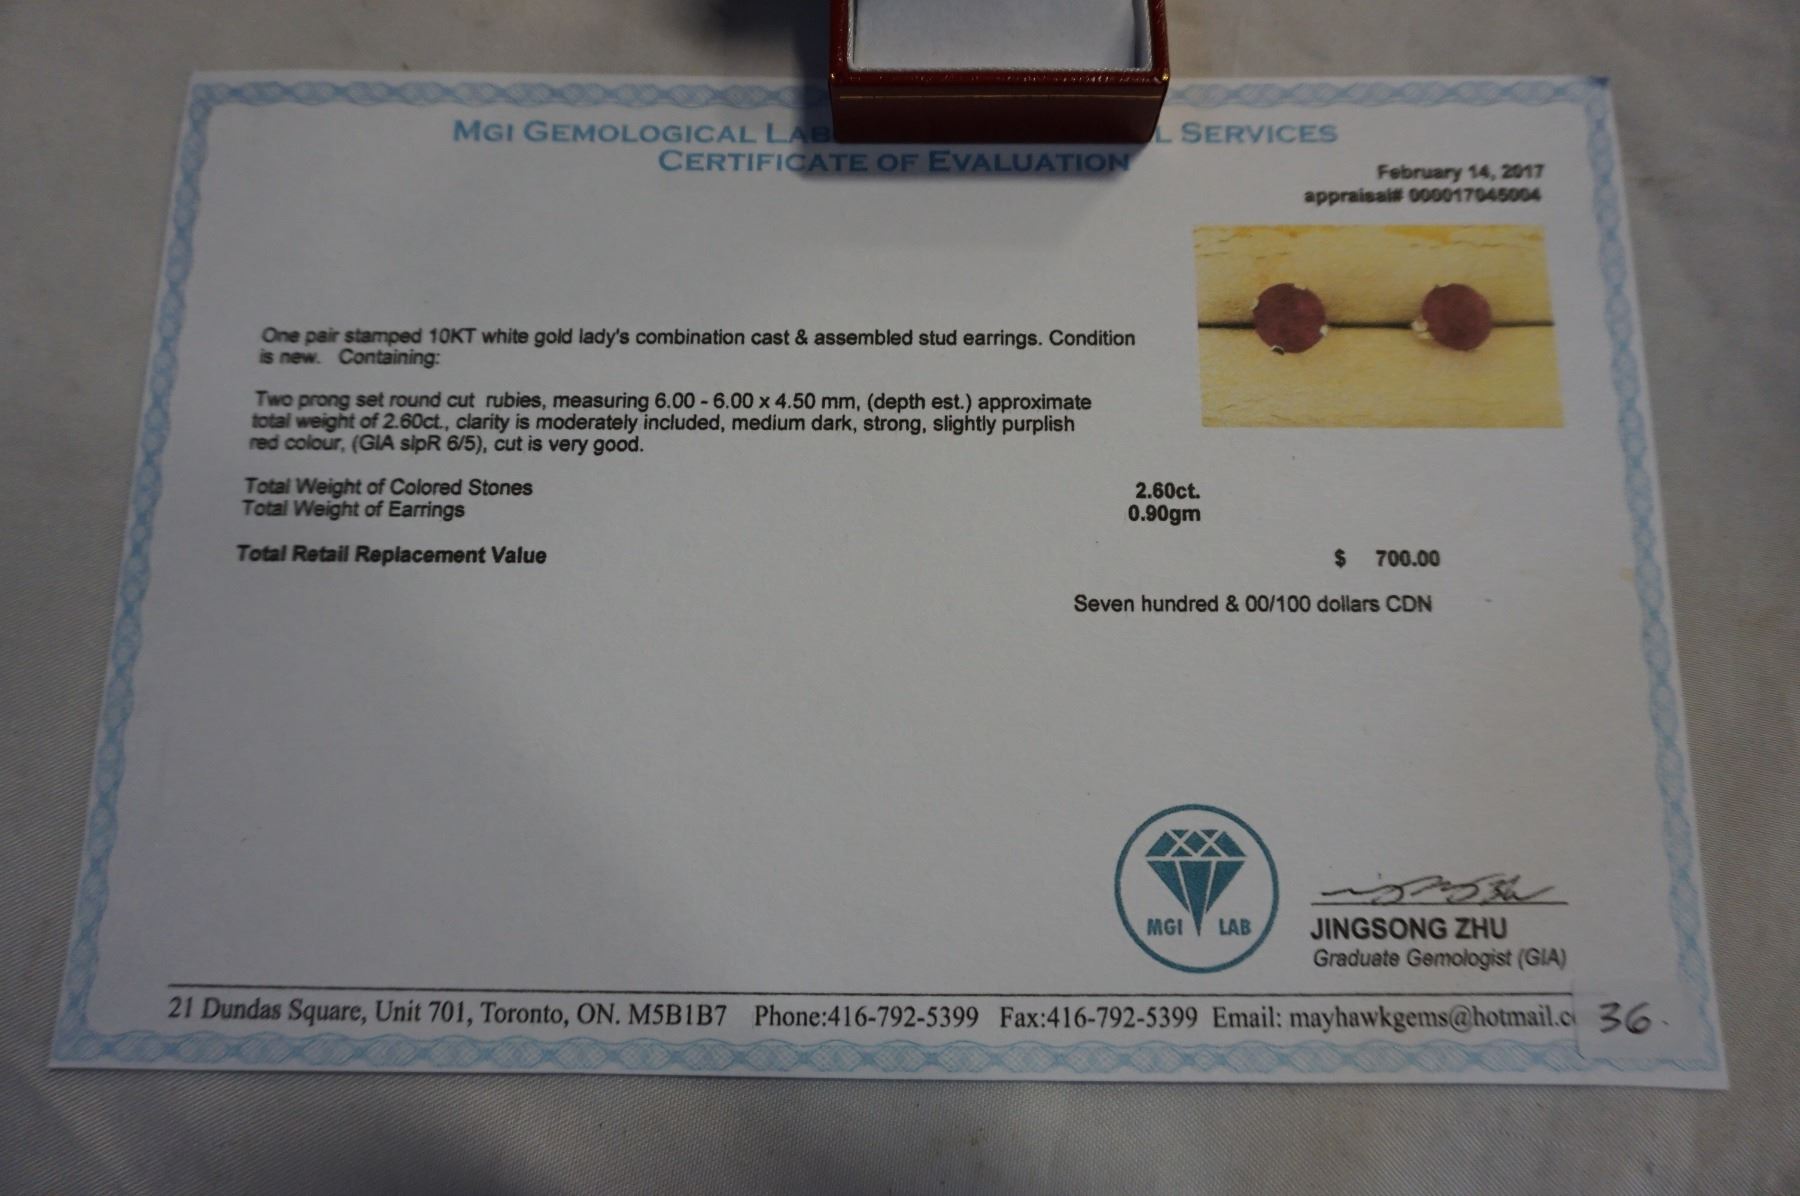 MGI GEMOLOGICAL LAB L SERVICES
CERTIFICATE OF EVALUATION
February 14, 2017
appraisal# 000017045004
One pair stamped 10KT white gold lady's combination cast & assembled stud earrings. Condition
is new. Containing:
Two prong set round cut rubies, measuring 6.00 - 6.00 x 4.50 mm, (depth est.) approximate
total weight of 2.60ct., clarity is moderately included, medium dark, strong, slightly purplish
red colour, (GIA slpR 6/5), cut is very good.
Total Weight of Colored Stones 2.60ct.
Total Weight of Earrings 0.90gm
Total Retail Replacement Value $ 700.00
Seven hundred & 00/100 dollars CDN
MGI LAB
JINGSONG ZHU
Graduate Gemologist (GIA)
21 Dundas Square, Unit 701, Toronto, ON. M5B1B7 Phone:416-792-5399 Fax:416-792-5399 Email: mayhawkgems@hotmail.c
36